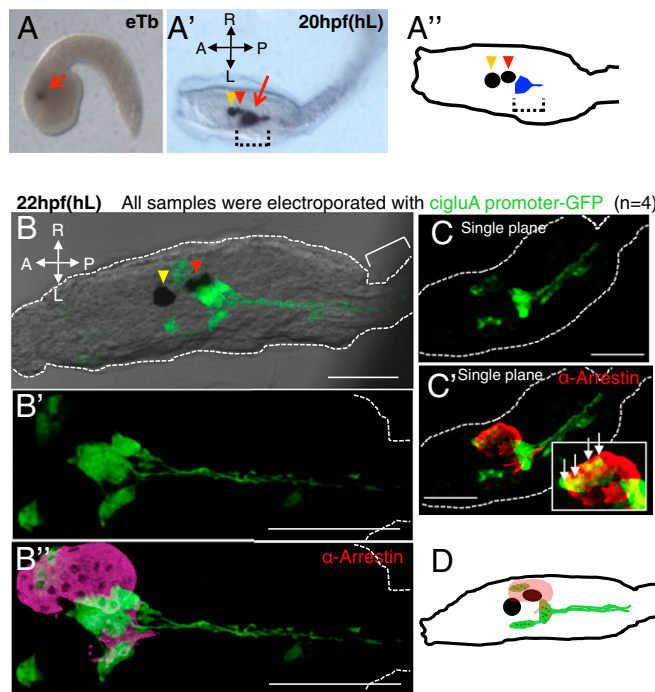 A eTb
A' 20hpf(hL)
R
A P
L
A''
22hpf(hL) All samples were electroporated with cigluA promoter-GFP (n=4)
B
R
A P
L
C Single plane
C' Single plane α-Arrestin
B'
B'' α-Arrestin
D